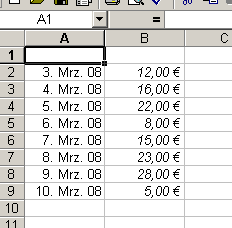 A1 =
A B C
1
2 3. Mrz. 08 12,00 €
3 4. Mrz. 08 16,00 €
4 5. Mrz. 08 22,00 €
5 6. Mrz. 08 8,00 €
6 7. Mrz. 08 15,00 €
7 8. Mrz. 08 23,00 €
8 9. Mrz. 08 28,00 €
9 10. Mrz. 08 5,00 €
10
11